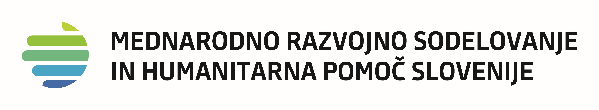 MEDNARODNO RAZVOJNO SODELOVANJE
IN HUMANITARNA POMOČ SLOVENIJE